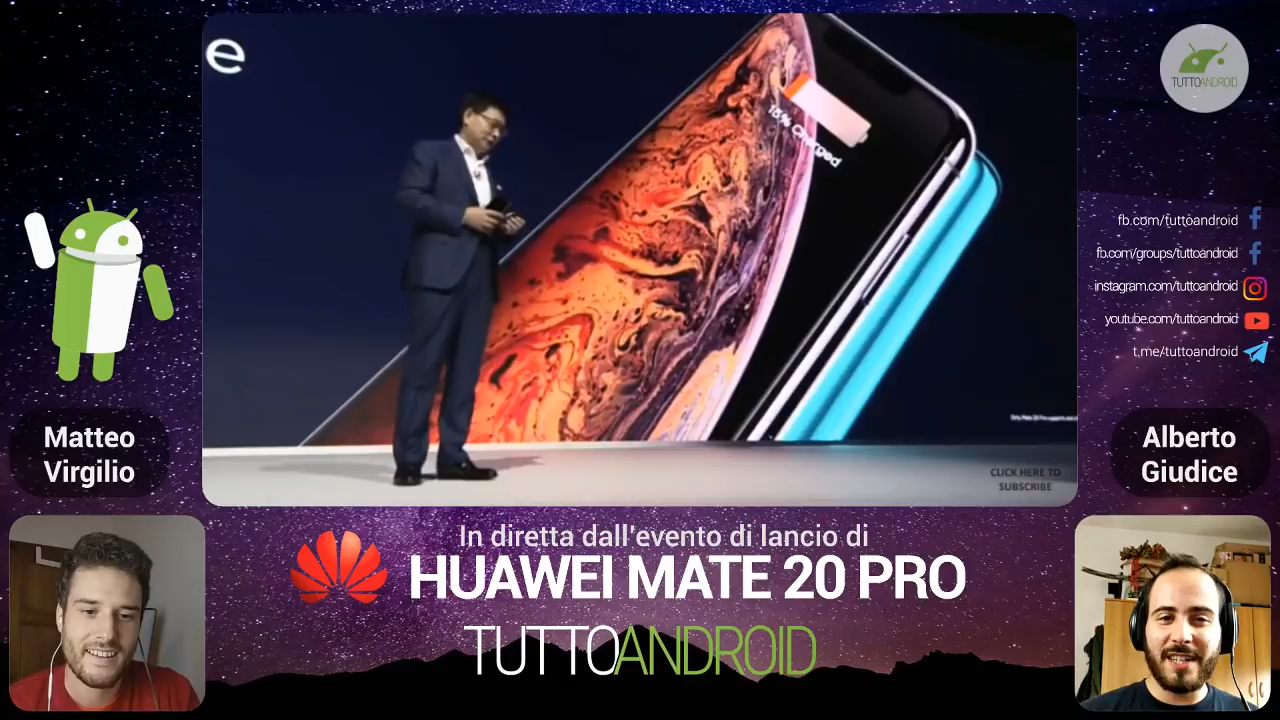 e
TUTTOANDROID
15% Charged
fb.com/tuttoandroid
fb.com/groups/tuttoandroid
instagram.com/tuttoandroid
youtube.com/tuttoandroid
t.me/tuttoandroid
Matteo
Virgilio
Alberto
Giudice
CLICK HERE TO
SUBSCRIBE
In diretta dall'evento di lancio di
HUAWEI MATE 20 PRO
TUTTOANDROID